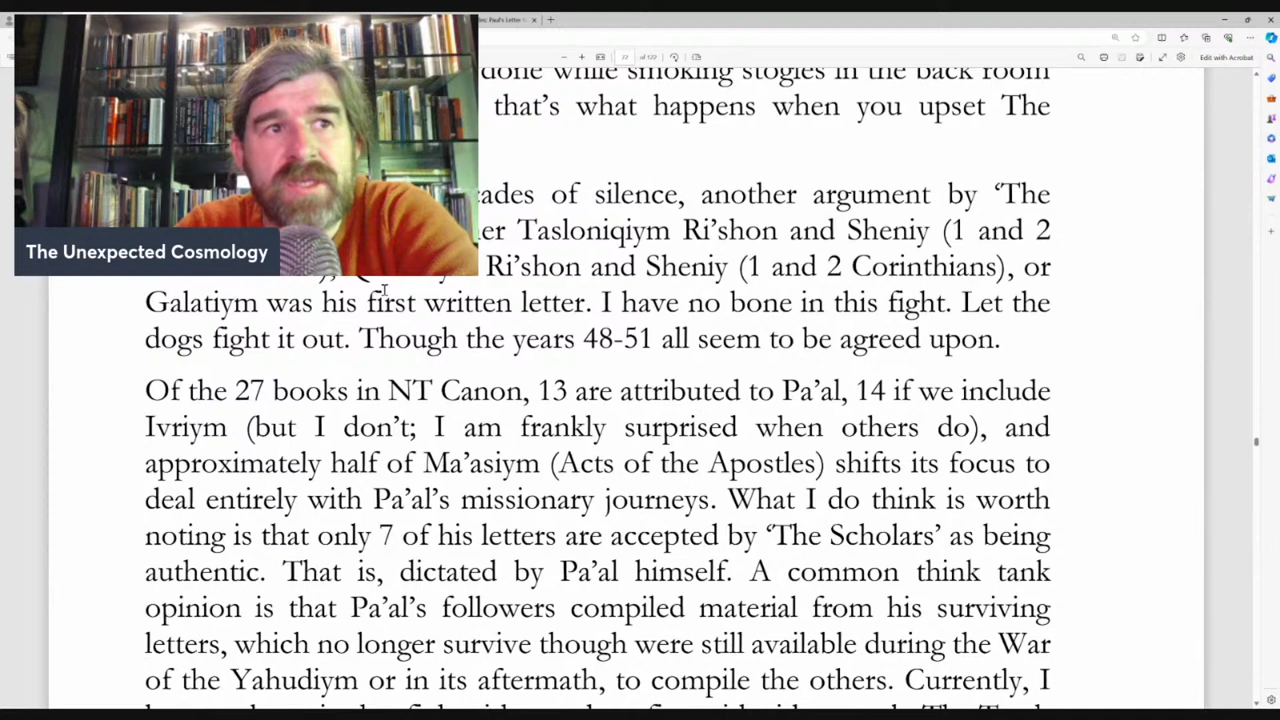 des: Paul's Letter
of 122
Edit with Acrobat
done while smoking stogies in the back room
that's what happens when you upset The
cades of silence, another argument by ‘The
Tasloniqiym Ri’shon and Sheniy (1 and 2
Ri’shon and Sheniy (1 and 2 Corinthians), or
The Unexpected Cosmology
Galatiym was his first written letter. I have no bone in this fight. Let the
dogs fight it out. Though the years 48-51 all seem to be agreed upon.
Of the 27 books in NT Canon, 13 are attributed to Pa’al, 14 if we include
Ivriym (but I don’t; I am frankly surprised when others do), and
approximately half of Ma’asiym (Acts of the Apostles) shifts its focus to
deal entirely with Pa’al’s missionary journeys. What I do think is worth
noting is that only 7 of his letters are accepted by ‘The Scholars’ as being
authentic. That is, dictated by Pa’al himself. A common think tank
opinion is that Pa’al’s followers compiled material from his surviving
letters, which no longer survive though were still available during the War
of the Yahudiym or in its aftermath, to compile the others. Currently, I